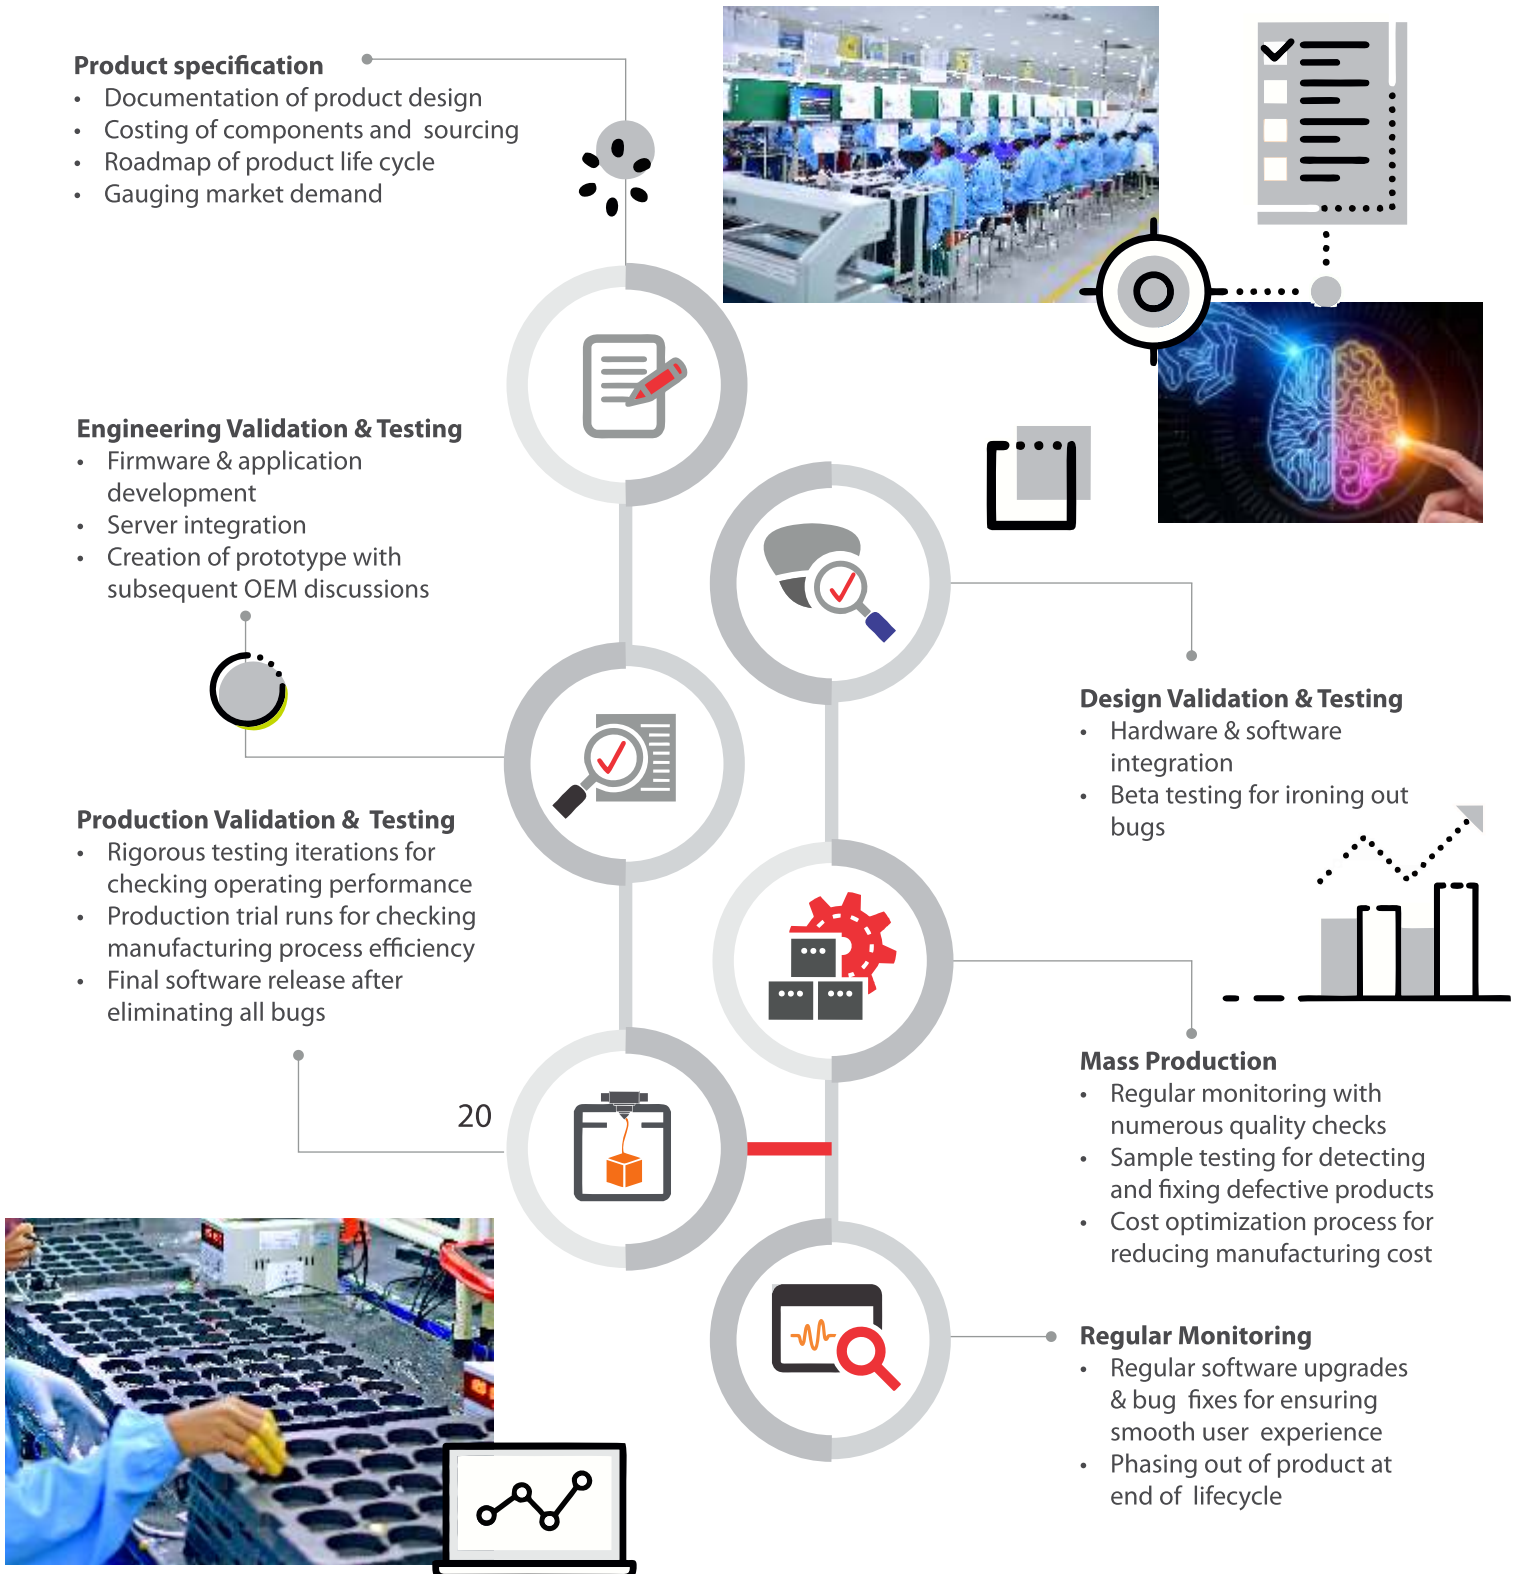 Product specification
• Documentation of product design
• Costing of components and sourcing
• Roadmap of product life cycle
• Gauging market demand
Engineering Validation & Testing
• Firmware & application
development
• Server integration
• Creation of prototype with
subsequent OEM discussions
Production Validation & Testing
• Rigorous testing iterations for
checking operating performance
• Production trial runs for checking
manufacturing process efficiency
• Final software release after
eliminating all bugs
20
Design Validation & Testing
• Hardware & software
integration
• Beta testing for ironing out
bugs
Mass Production
• Regular monitoring with
numerous quality checks
• Sample testing for detecting
and fixing defective products
• Cost optimization process for
reducing manufacturing cost
Regular Monitoring
• Regular software upgrades
& bug fixes for ensuring
smooth user experience
• Phasing out of product at
end of lifecycle